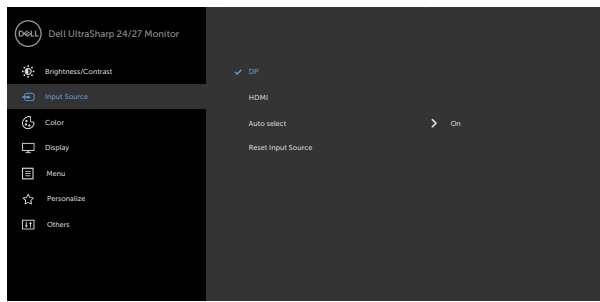 DELL Dell UltraSharp 24/27 Monitor
Brightness/Contrast
DP
Input Source
HDMI
Color
Auto select On
Display
Reset Input Source
Menu
Personalize
Others